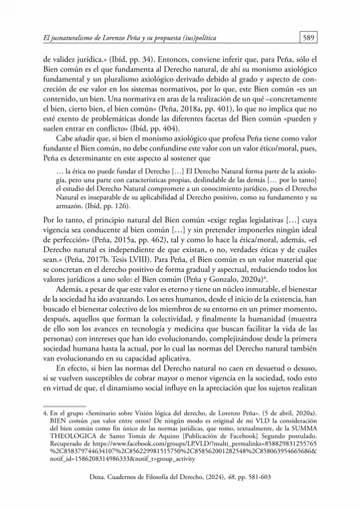 El jusnaturalismo de Lorenzo Peña y su propuesta (ius)política 589
de validez jurídica.» (Ibíd, pp. 34). Entonces, conviene inferir que, para Peña, sólo el
Bien común es el que fundamenta al Derecho natural, de ahí su monismo axiológico
fundamental y un pluralismo axiológico derivado debido al grado y aspecto de con-
creción de ese valor en los sistemas normativos, por lo que, este Bien común «es un
contenido, un Bien. Una normativa en aras de la realización de un qué –concretamente
el bien, cierto bien, el bien común» (Peña, 2018a, pp. 401), lo que no implica que no
esté exento de problemáticas donde las diferentes facetas del Bien común «pueden y
suelen entrar en conflicto» (Ibíd, pp. 404).
Cabe añadir que, si bien el monismo axiológico que profesa Peña tiene como valor
fundante el Bien común, no debe confundirse este valor con un valor ético/moral, pues,
Peña es determinante en este aspecto al sostener que
… la ética no puede fundar el Derecho […] El Derecho Natural forma parte de la axiolo-
gía, pero una parte con características propias, deslindable de las demás [… por lo tanto]
el estudio del Derecho Natural compromete a un conocimiento jurídico, pues el Derecho
Natural es inseparable de su aplicabilidad al Derecho positivo, como su fundamento y su
armazón. (Ibíd, pp. 126).
Por lo tanto, el principio natural del Bien común «exige reglas legislativas […] cuya
vigencia sea conducente al bien común […] y sin pretender imponerles ningún ideal
de perfección» (Peña, 2015a, pp. 462), tal y como lo hace la ética/moral, además, «el
Derecho natural es independiente de que existan, o no, verdades éticas y de cuáles
sean.» (Peña, 2017b. Tesis LVIII). Para Peña, el Bien común es un valor material que
se concretan en el derecho positivo de forma gradual y aspectual, reduciendo todos los
valores jurídicos a uno solo: el Bien común (Peña y Gonzalo, 2020a)4.
Además, a pesar de que este valor es eterno y tiene un núcleo inmutable, el bienestar
de la sociedad ha ido avanzando. Los seres humanos, desde el inicio de la existencia, han
buscado el bienestar colectivo de los miembros de su entorno en un primer momento,
después, aquellos que forman la colectividad, y finalmente la humanidad (muestra
de ello son los avances en tecnología y medicina que buscan facilitar la vida de las
personas) con intereses que han ido evolucionando, complejizándose desde la primera
sociedad humana hasta la actual, por lo cual las normas del Derecho natural también
van evolucionando en su capacidad aplicativa.
En efecto, si bien las normas del Derecho natural no caen en desuetud o desuso,
sí se vuelven susceptibles de cobrar mayor o menor vigencia en la sociedad, todo esto
en virtud de que, el dinamismo social influye en la apreciación que los sujetos realizan
4. En el grupo «Seminario sobre Visión lógica del derecho, de Lorenzo Peña». (5 de abril, 2020a).
BIEN común ¿un valor entre otros? De ningún modo es original de mi VLD la consideración
del bien común como fin único de las normas jurídicas, que tomo, textualmente, de la SUMMA
THEOLOGICA de Santo Tomás de Aquino [Publicación de Facebook] Segundo postulado.
Recuperado de https://www.facebook.com/groups/LP.VLD/?multi_permalinks=858829831255765
%2C858379744634107%2C856229981515750%2C858562001282548%2C858063954665686&
notif_id=1586208314986333&notif_t=group_activity
Doxa. Cuadernos de Filosofía del Derecho, (2024), 48, pp. 581-603